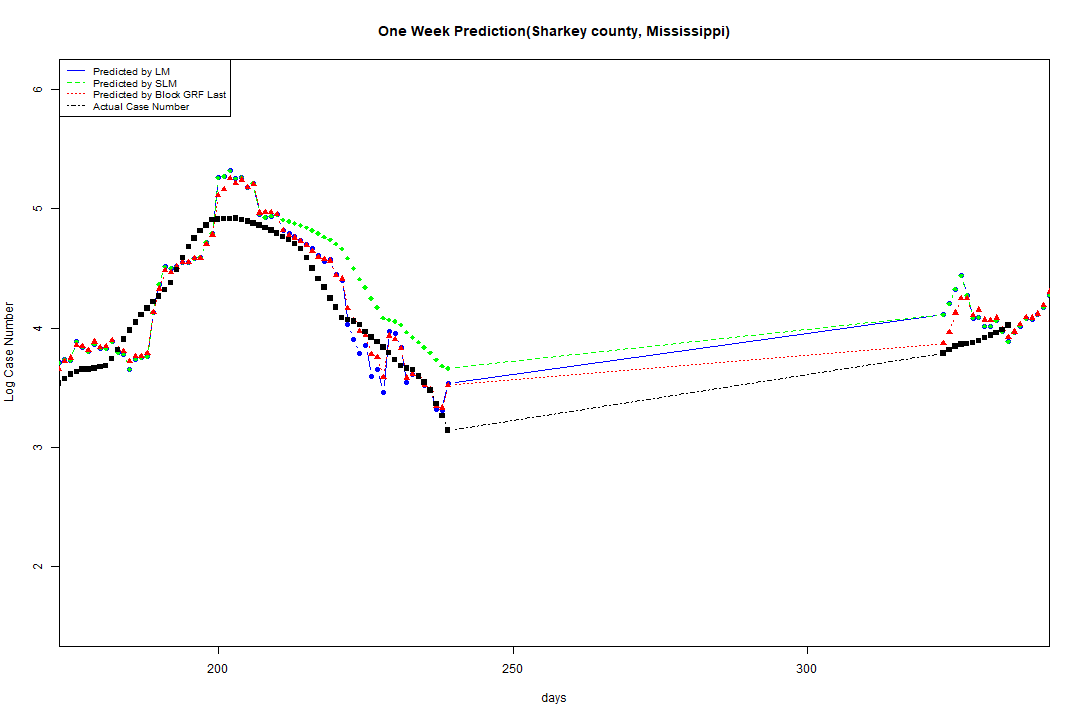 One Week Prediction(Sharkey county, Mississippi)
Predicted by LM
Predicted by SLM
Predicted by Block GRF Last
Actual Case Number
6
5
4
3
2
Log Case Number
200
250
300
days